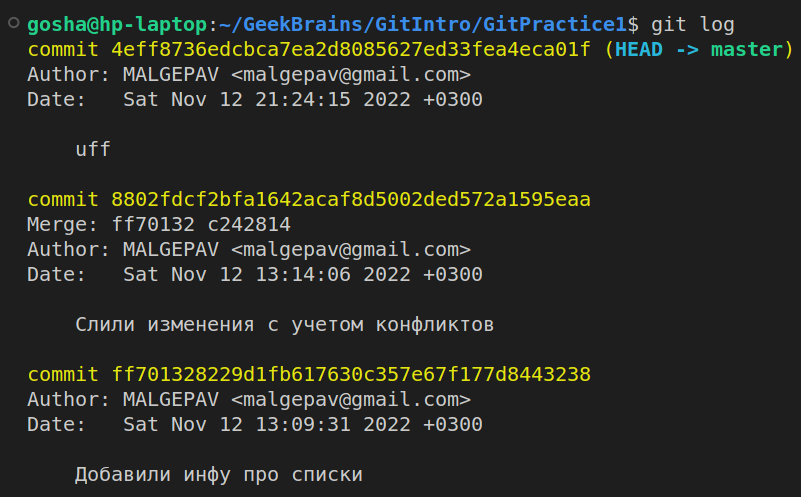 gosha@hp-laptop:~/GeekBrains/GitIntro/GitPractice1$ git log
commit 4eff8736edcbca7ea2d8085627ed33fea4eca01f (HEAD -> master)
Author: MALGEPAV <malgepav@gmail.com>
Date:   Sat Nov 12 21:24:15 2022 +0300
uff
commit 8802fdcf2bfa1642acaf8d5002ded572a1595eaa
Merge: ff70132 c242814
Author: MALGEPAV <malgepav@gmail.com>
Date:   Sat Nov 12 13:14:06 2022 +0300
Слили изменения с учетом конфликтов
commit ff701328229d1fb617630c357e67f177d8443238
Author: MALGEPAV <malgepav@gmail.com>
Date:   Sat Nov 12 13:09:31 2022 +0300
Добавили инфу про списки